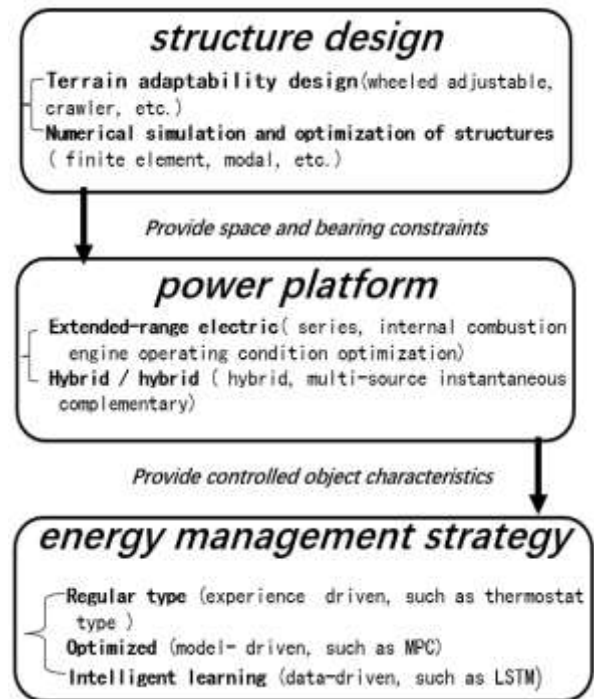 structure design
Terrain adaptability design(wheeled adjustable,
crawler, etc.)
Numerical simulation and optimization of structures
( finite element, modal, etc.)
Provide space and bearing constraints
power platform
Extended-range electric( series, internal combustion
engine operating condition optimization)
Hybrid / hybrid ( hybrid, multi-source instantaneous
complementary)
Provide controlled object characteristics
energy management strategy
Regular type (experience driven, such as thermostat
type )
Optimized (model- driven, such as MPC)
Intelligent learning (data-driven, such as LSTM)